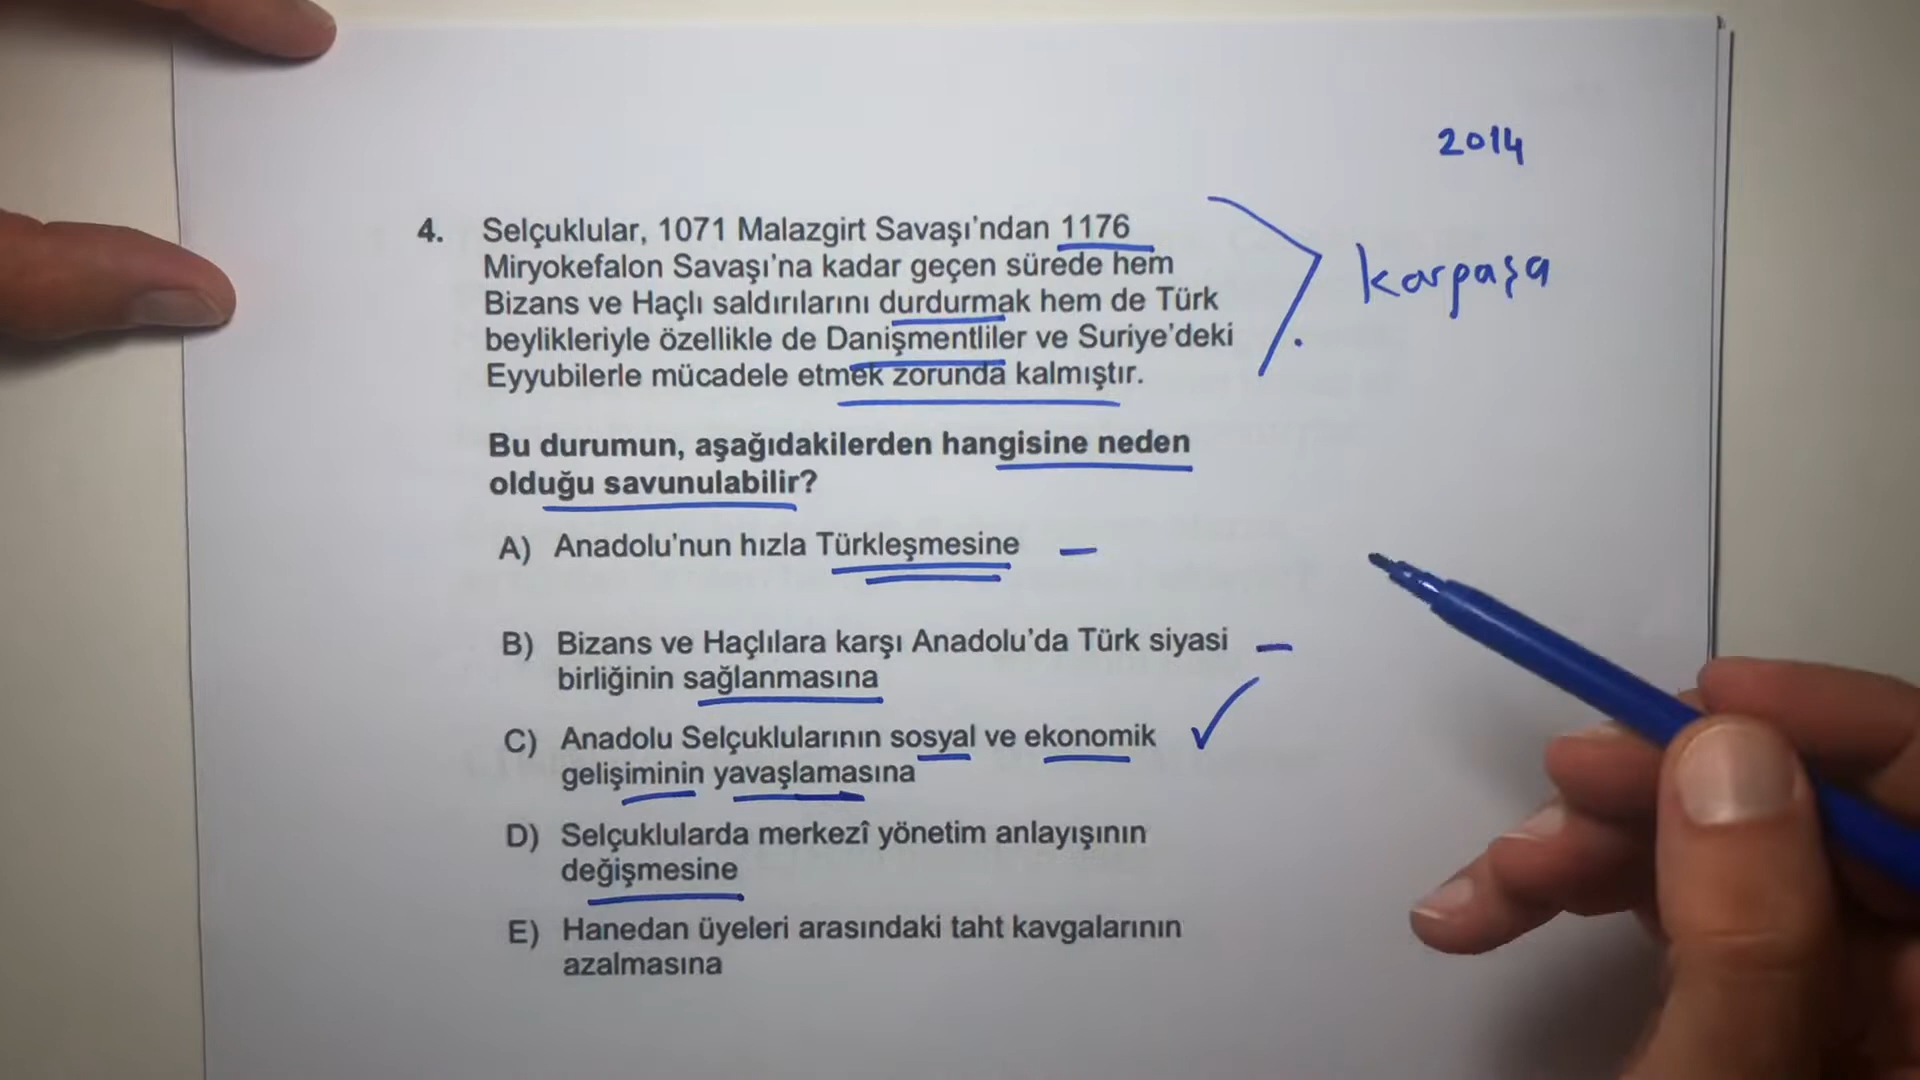 2014
4. Selçuklular, 1071 Malazgirt Savaşı'ndan 1176
Miryokefalon Savaşı'na kadar geçen sürede hem
Bizans ve Haçlı saldırılarını durdurmak hem de Türk
beylikleriyle özellikle de Danişmentliler ve Suriye'deki
Eyyubilerle mücadele etmek zorunda kalmıştır.
karpaşa
Bu durumun, aşağıdakilerden hangisine neden
olduğu savunulabilir?
A) Anadolu'nun hızla Türkleşmesine
B) Bizans ve Haçlılara karşı Anadolu'da Türk siyasi
birliğinin sağlanmasına
C) Anadolu Selçuklularının sosyal ve ekonomik
gelişiminin yavaşlamasına
D) Selçuklularda merkezî yönetim anlayışının
değişmesine
E) Hanedan üyeleri arasındaki taht kavgalarının
azalmasına